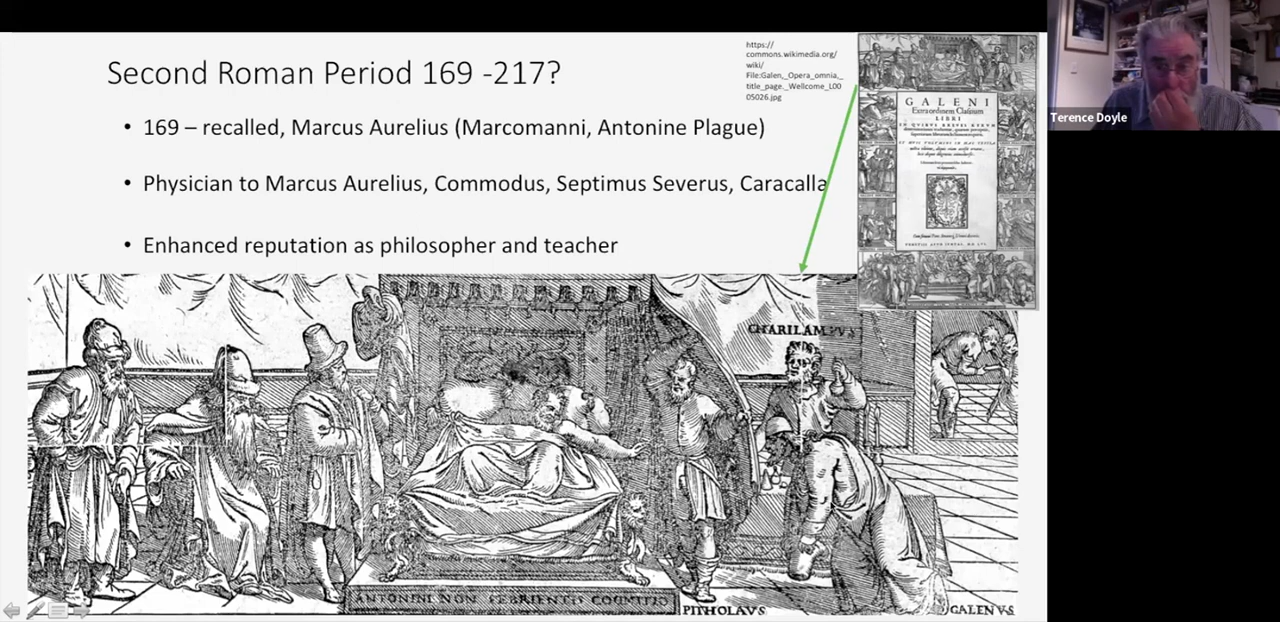 Second Roman Period 169 -217?
• 169 – recalled, Marcus Aurelius (Marcomanni, Antonine Plague)
• Physician to Marcus Aurelius, Commodus, Septimus Severus, Caracalla
• Enhanced reputation as philosopher and teacher
https://
commons.wikimedia.org/
wiki/
File:Galen,_Opera_omnia,_
title_page._Wellcome_L00
05026.jpg
GALENI
Extraordinem Classium
LIBRI
Terence Doyle
CHARILAMPVS
ANTONINI NON FEBRIENTIS COGNITIO
PITHOLAVS
GALENVS